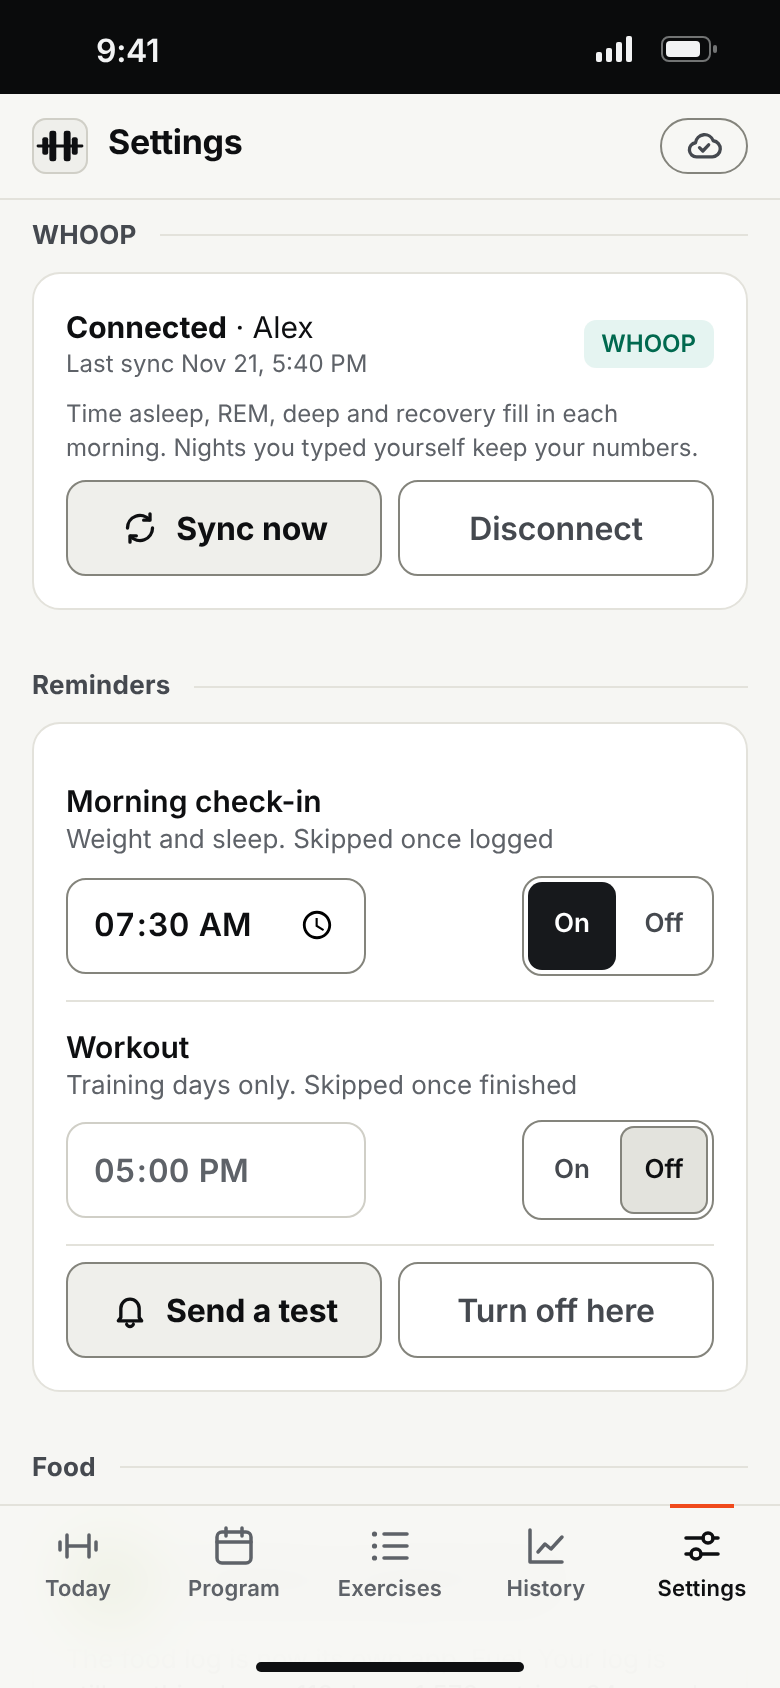 9:41
Settings
WHOOP
Connected · Alex
WHOOP
Last sync Nov 21, 5:40 PM
Time asleep, REM, deep and recovery fill in each
morning. Nights you typed yourself keep your numbers.
Sync now
Disconnect
Reminders
Morning check-in
Weight and sleep. Skipped once logged
07:30 AM
On
Off
Workout
Training days only. Skipped once finished
05:00 PM
On
Off
Send a test
Turn off here
Food
Today
Program
Exercises
History
Settings